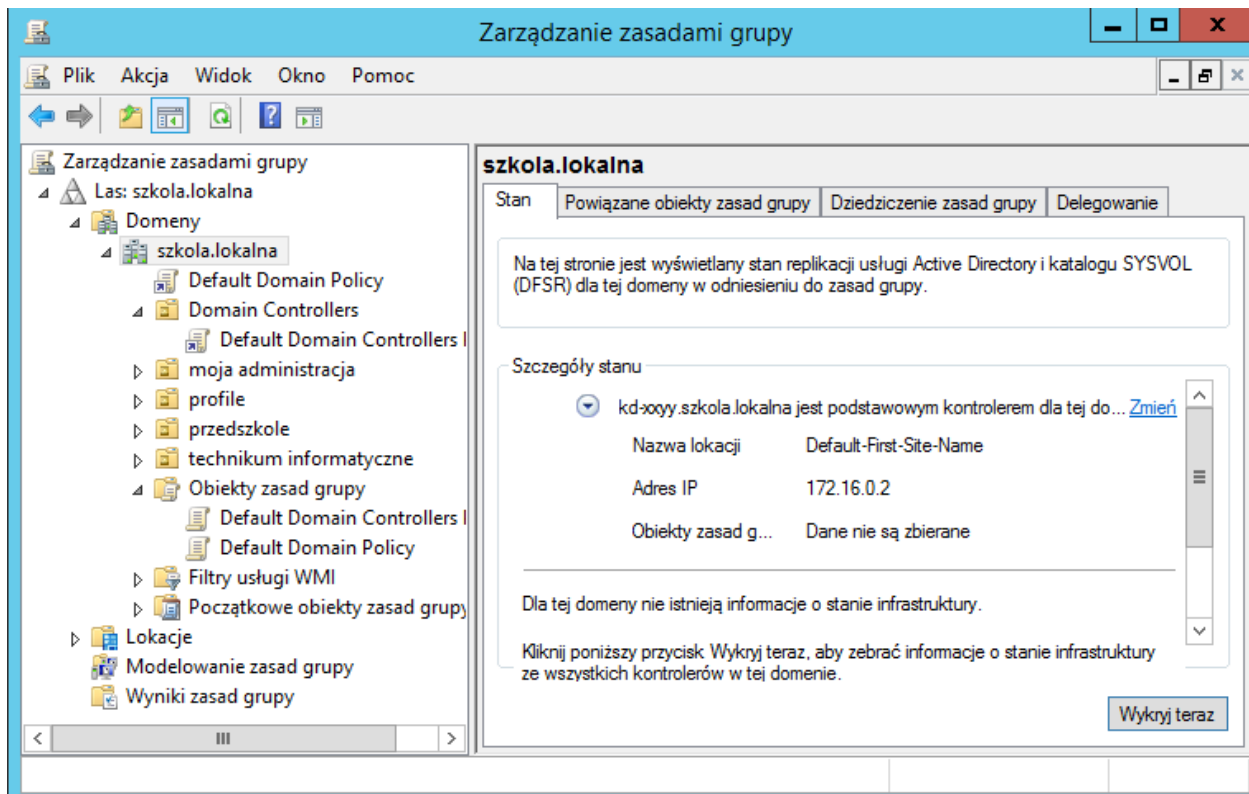 Zarządzanie zasadami grupy
Plik Akcja Widok Okno Pomoc
Zarządzanie zasadami grupy
Las: szkola.lokalna
Domeny
szkola.lokalna
Default Domain Policy
Domain Controllers
Default Domain Controllers
moja administracja
profile
przedszkole
technikum informatyczne
Obiekty zasad grupy
Default Domain Controllers
Default Domain Policy
Filtry usługi WMI
Początkowe obiekty zasad grupy
Lokacje
Modelowanie zasad grupy
Wyniki zasad grupy
szkola.lokalna
Stan Powiązane obiekty zasad grupy Dziedziczenie zasad grupy Delegowanie
Na tej stronie jest wyświetlany stan replikacji usługi Active Directory i katalogu SYSVOL
(DFSR) dla tej domeny w odniesieniu do zasad grupy.
Szczegóły stanu
kd-xxyy.szkola.lokalna jest podstawowym kontrolerem dla tej do... Zmień
Nazwa lokacji Default-First-Site-Name
Adres IP 172.16.0.2
Obiekty zasad g... Dane nie są zbierane
Dla tej domeny nie istnieją informacje o stanie infrastruktury.
Kliknij poniższy przycisk Wykryj teraz, aby zebrać informacje o stanie infrastruktury
ze wszystkich kontrolerów w tej domenie.
Wykryj teraz